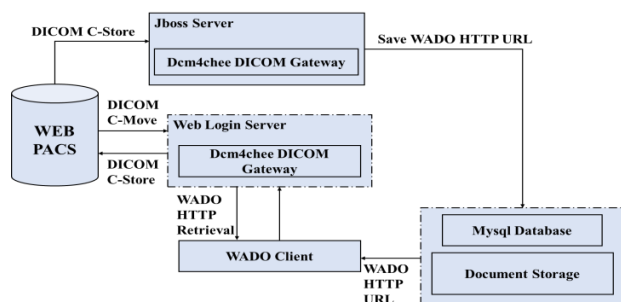 Jboss Server
DICOM C-Store
Dcm4chee DICOM Gateway
Save WADO HTTP URL
WEB
PACS
DICOM
C-Move
DICOM
C-Store
Web Login Server
Dcm4chee DICOM
Gateway
WADO
HTTP
Retrieval
WADO Client
WADO
HTTP
URL
Mysql Database
Document Storage